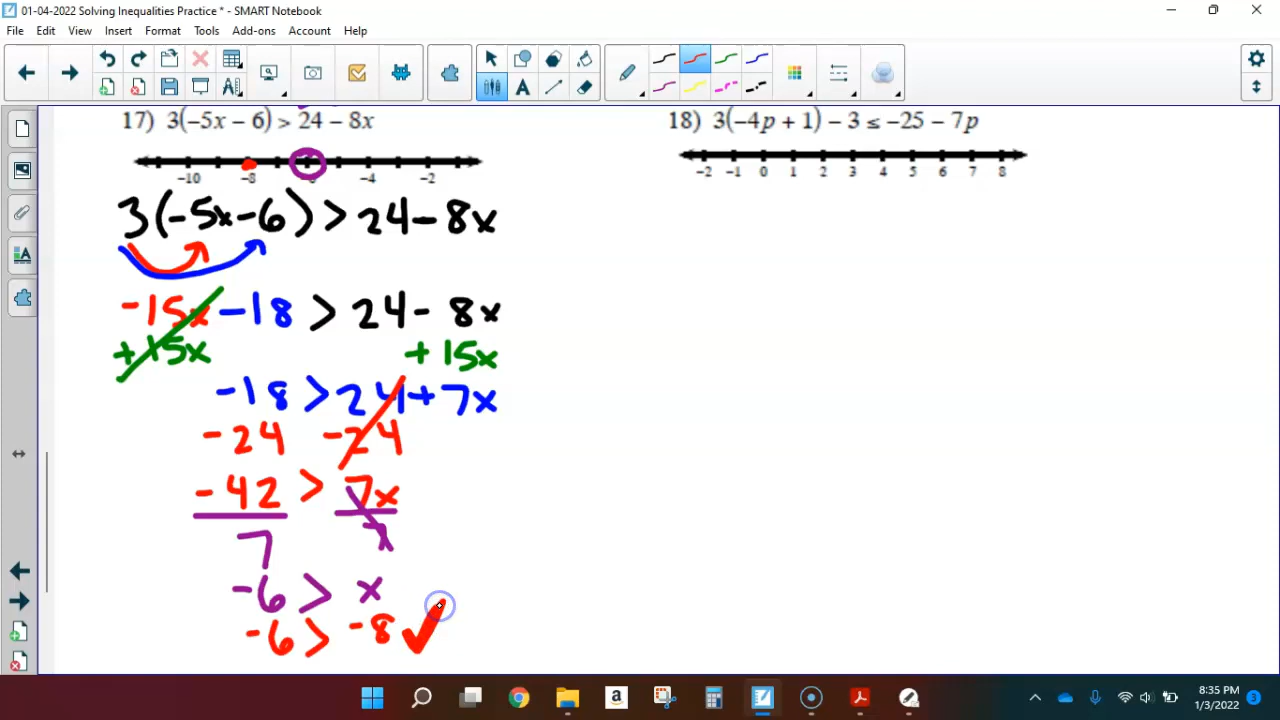 01-04-2022 Solving Inequalities Practice * - SMART Notebook
File Edit View Insert Format Tools Add-ons Account Help
17) 3(-5x - 6) > 24 - 8x
-10 -8 -4 -2
3(-5x-6) > 24-8x
-15x -18 > 24- 8x
+15x +15x
-18 > 24+7x
-24 -24
-42 > 7x
7 7
-6 > x
-6 > -8
18) 3(-4p + 1) - 3 ≤ -25 - 7p
-2 -1 0 1 2 3 4 5 6 7 8
8:35 PM
1/3/2022
3